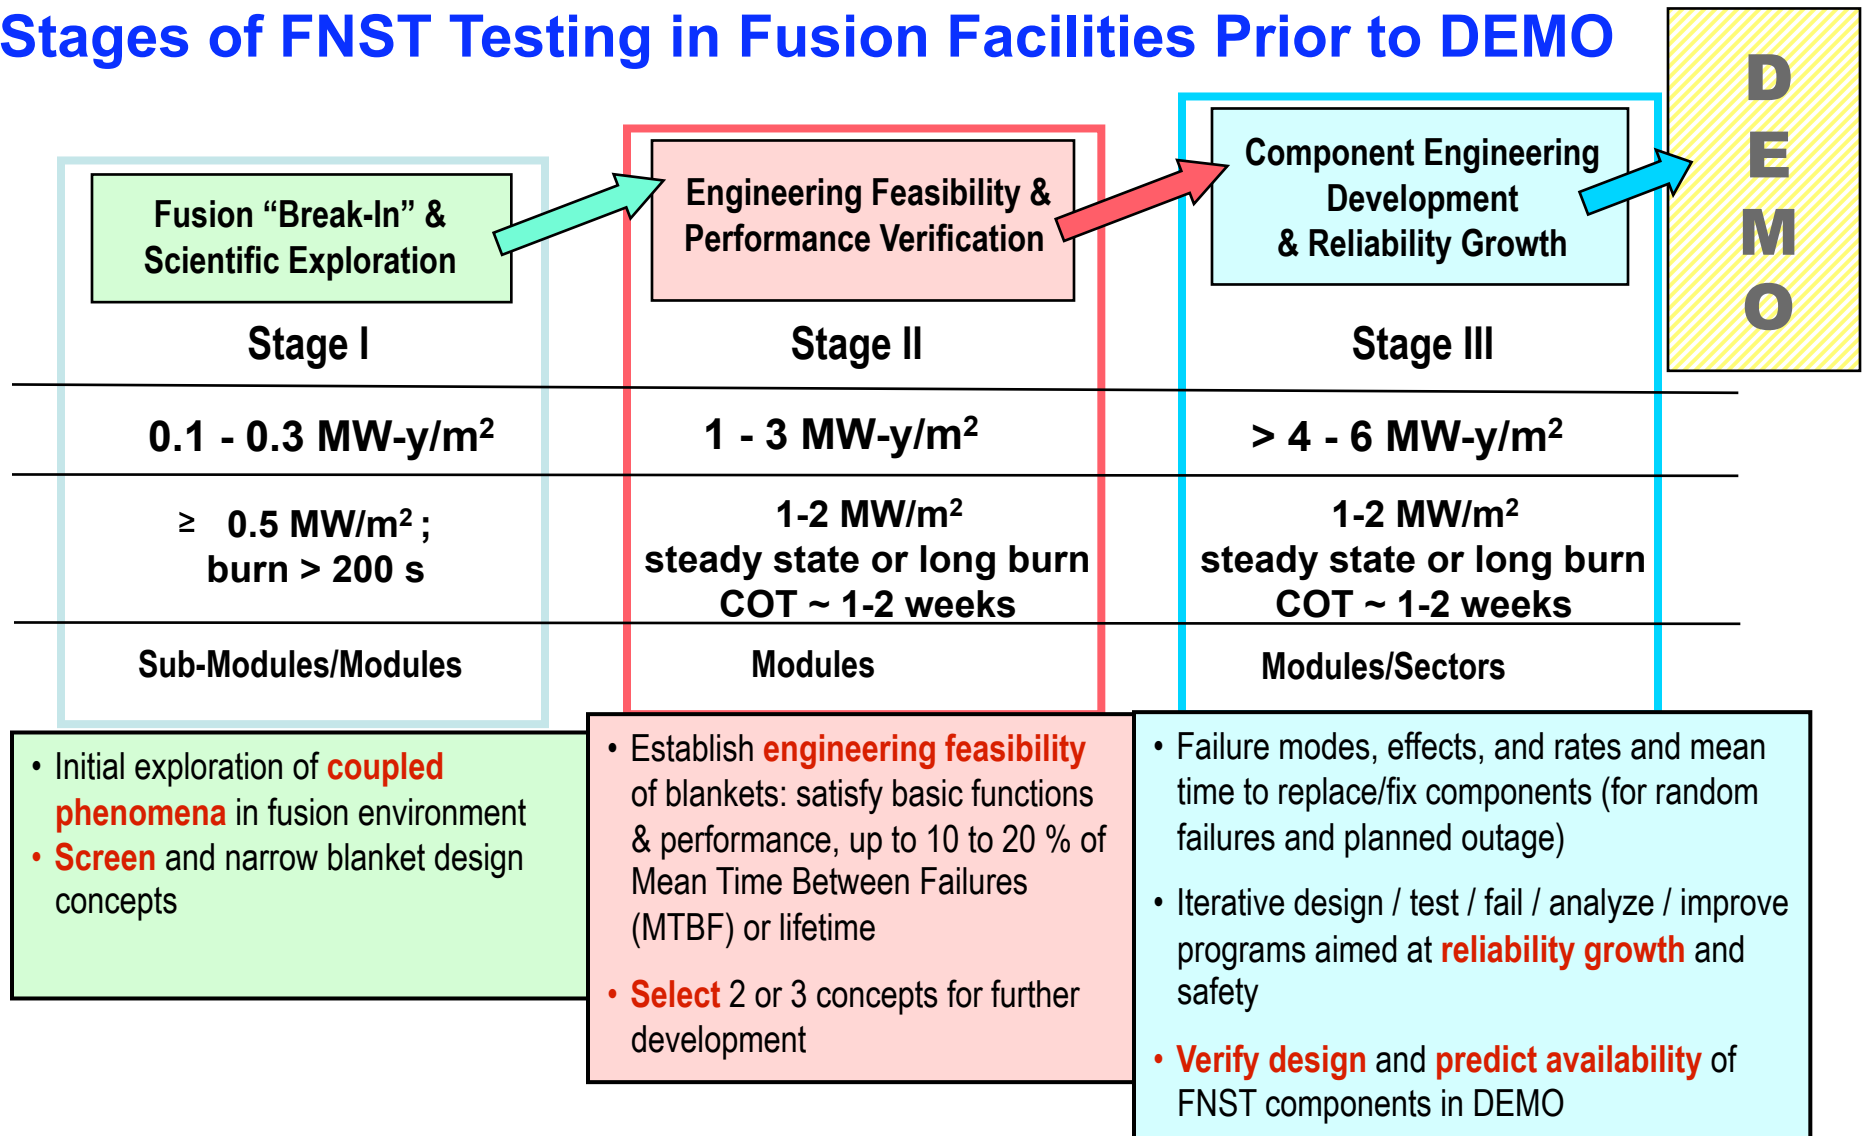 Stages of FNST Testing in Fusion Facilities Prior to DEMO
D
E
M
O
Fusion “Break-In” &
Scientific Exploration
Engineering Feasibility &
Performance Verification
Component Engineering
Development
& Reliability Growth
Stage I
Stage II
Stage III
0.1 - 0.3 MW-y/m²
1 - 3 MW-y/m²
> 4 - 6 MW-y/m²
≥ 0.5 MW/m² ;
burn > 200 s
1-2 MW/m²
steady state or long burn
COT ~ 1-2 weeks
1-2 MW/m²
steady state or long burn
COT ~ 1-2 weeks
Sub-Modules/Modules
Modules
Modules/Sectors
• Initial exploration of coupled
phenomena in fusion environment
• Screen and narrow blanket design
concepts
• Establish engineering feasibility
of blankets: satisfy basic functions
& performance, up to 10 to 20 % of
Mean Time Between Failures
(MTBF) or lifetime
• Select 2 or 3 concepts for further
development
• Failure modes, effects, and rates and mean
time to replace/fix components (for random
failures and planned outage)
• Iterative design / test / fail / analyze / improve
programs aimed at reliability growth and
safety
• Verify design and predict availability of
FNST components in DEMO